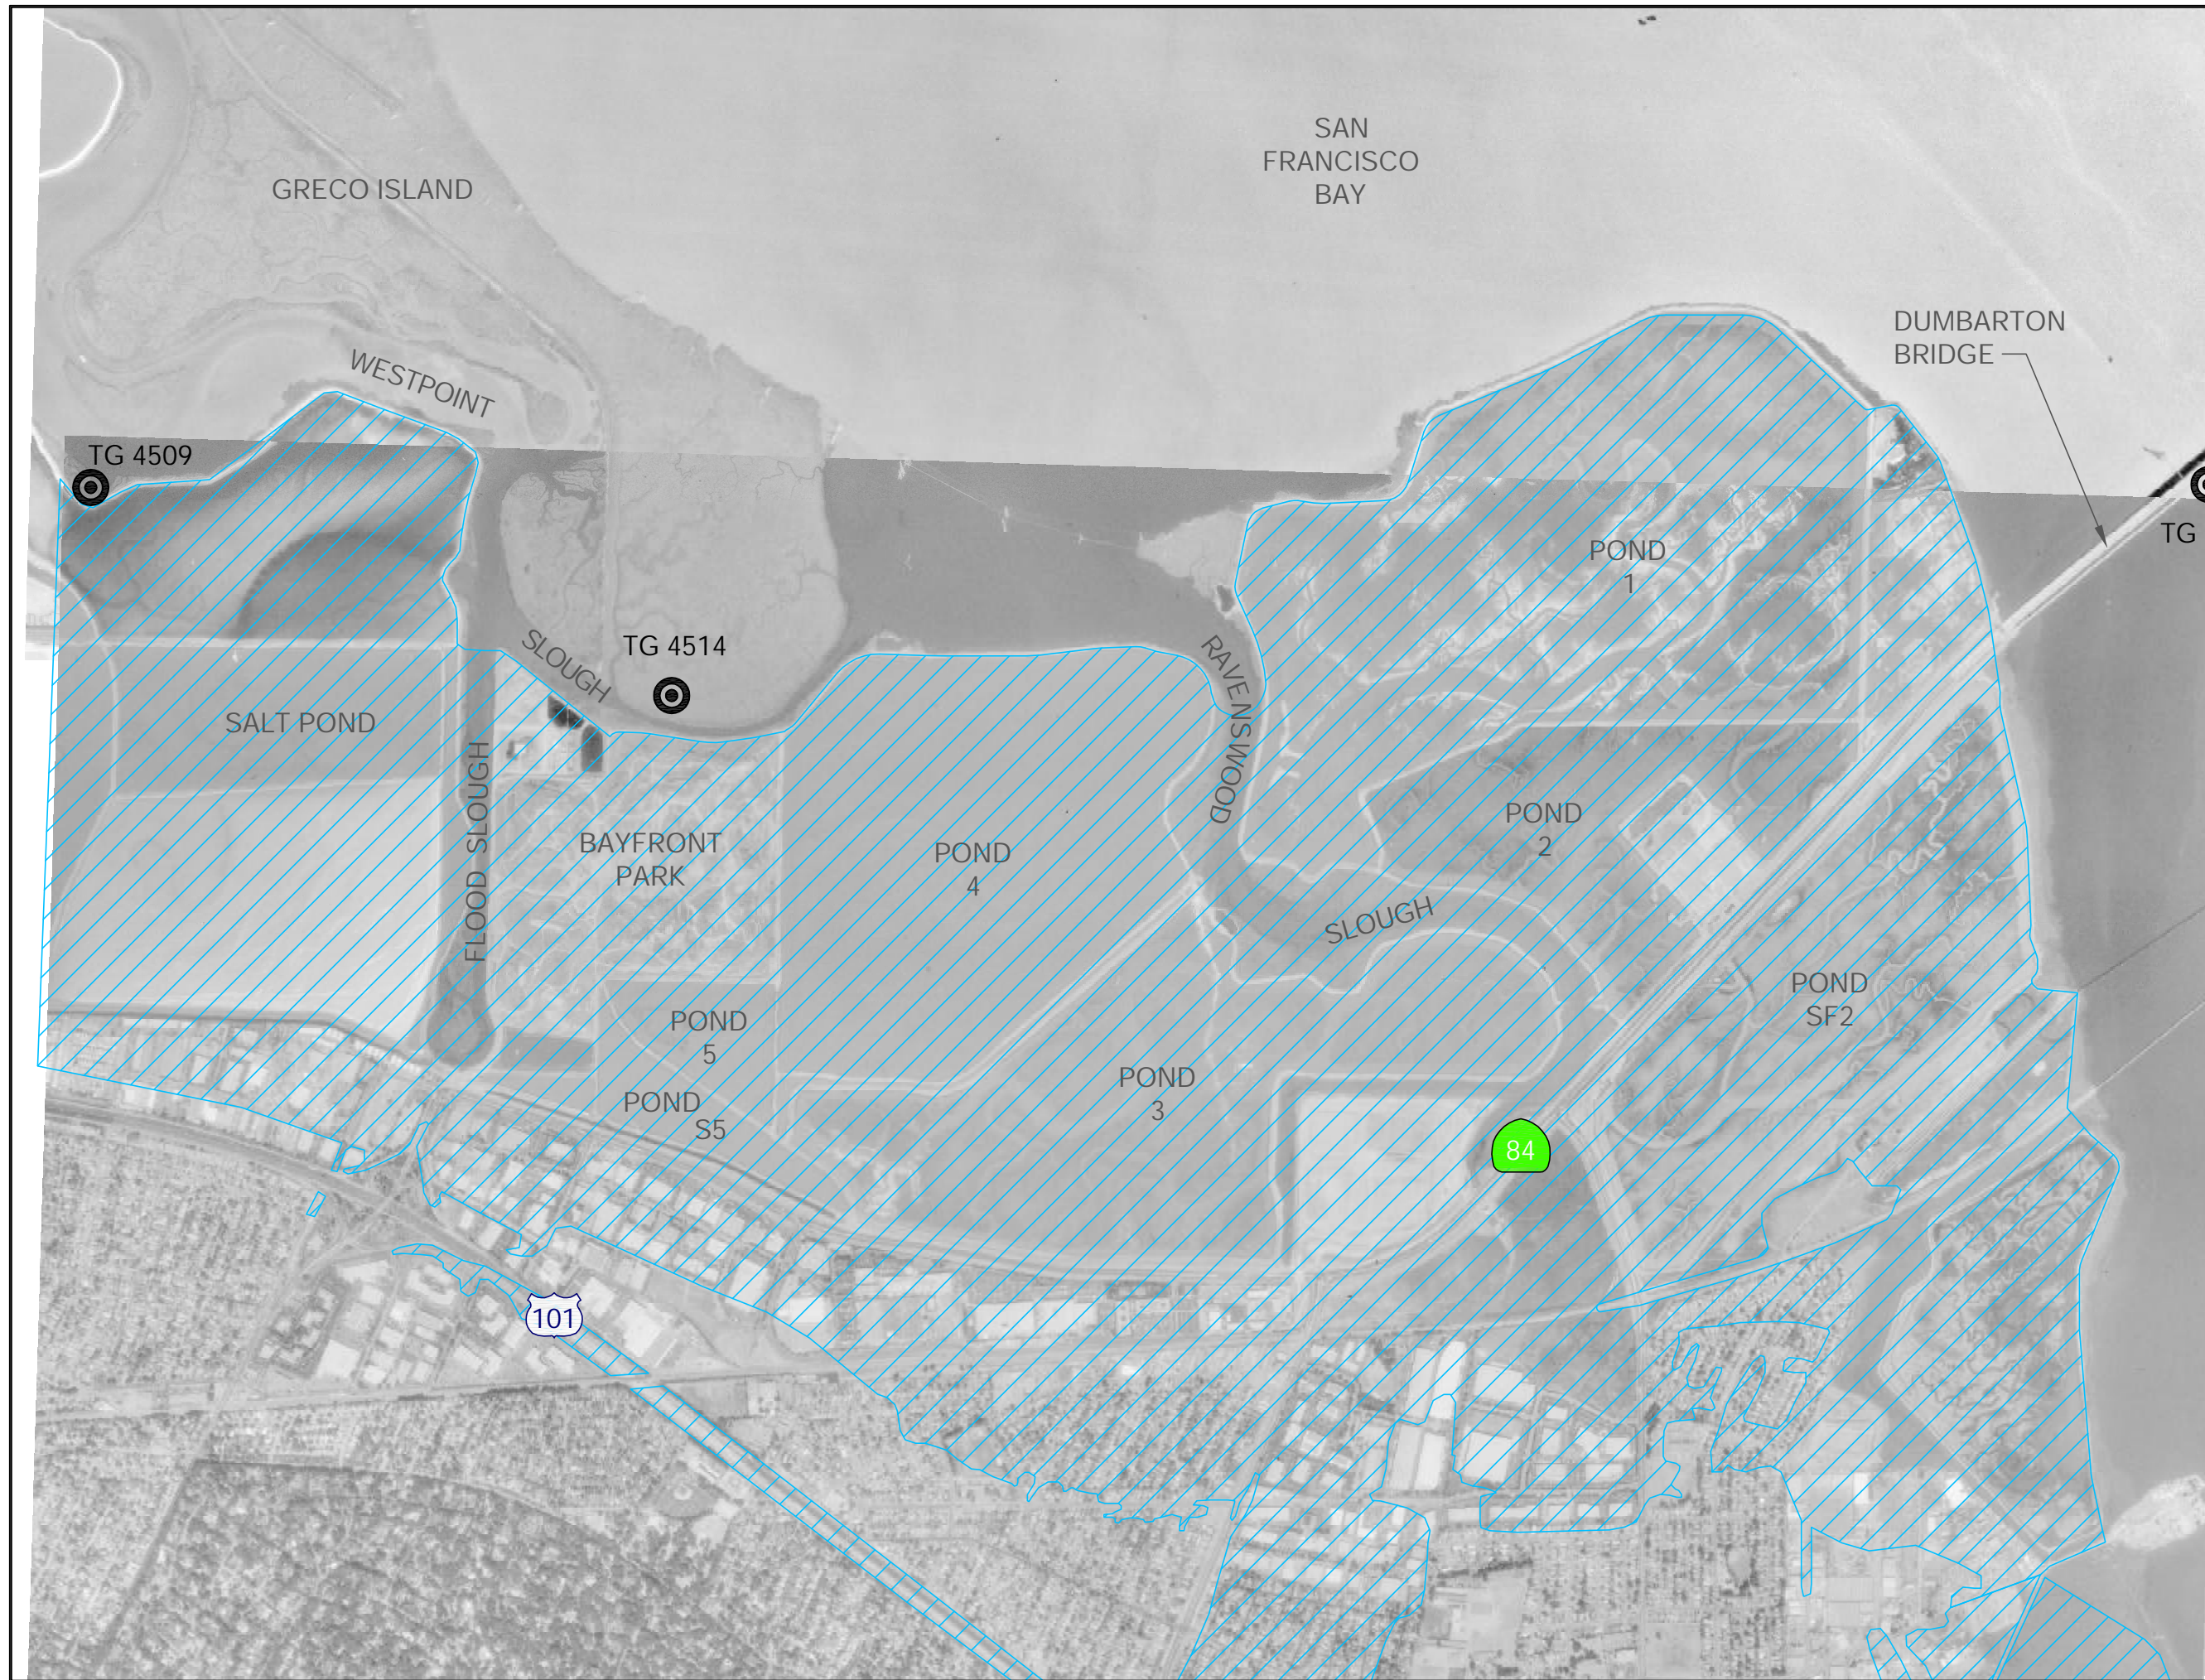 SAN
FRANCISCO
BAY
GRECO ISLAND
DUMBARTON
BRIDGE
WESTPOINT
TG 4509
TG
POND
1
SLOUGH
TG 4514
RAVENSWOOD
SALT POND
FLOOD SLOUGH
POND
2
BAYFRONT
PARK
POND
4
SLOUGH
POND
SF2
POND
5
POND
3
POND
S5
84
101